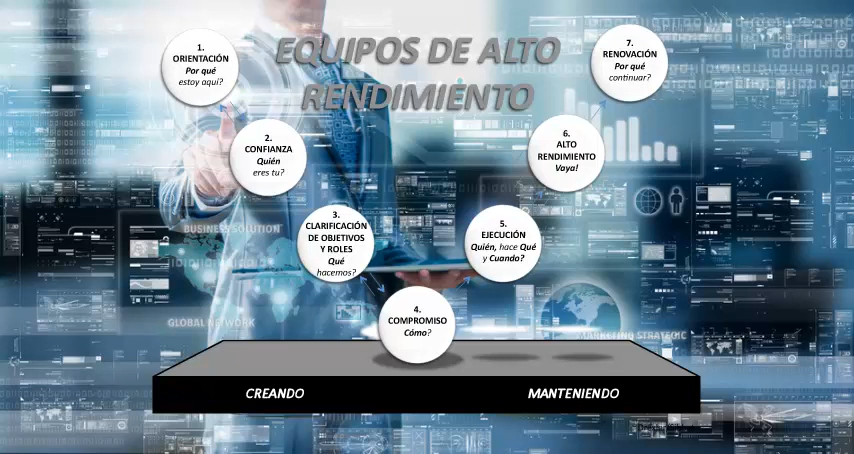 EQUIPOS DE ALTO
RENDIMIENTO
1.
ORIENTACIÓN
Por qué
estoy aquí?
2.
CONFIANZA
Quién
eres tu?
3.
CLARIFICACIÓN
DE OBJETIVOS
Y ROLES
Qué
hacemos?
4.
COMPROMISO
Cómo?
5.
EJECUCIÓN
Quién, hace Qué
y Cuando?
6.
ALTO
RENDIMIENTO
Vaya!
7.
RENOVACIÓN
Por qué
continuar?
BUSINESS SOLUTION
GLOBAL NETWORK
MARKETING STRATEGIC
CREANDO
MANTENIENDO